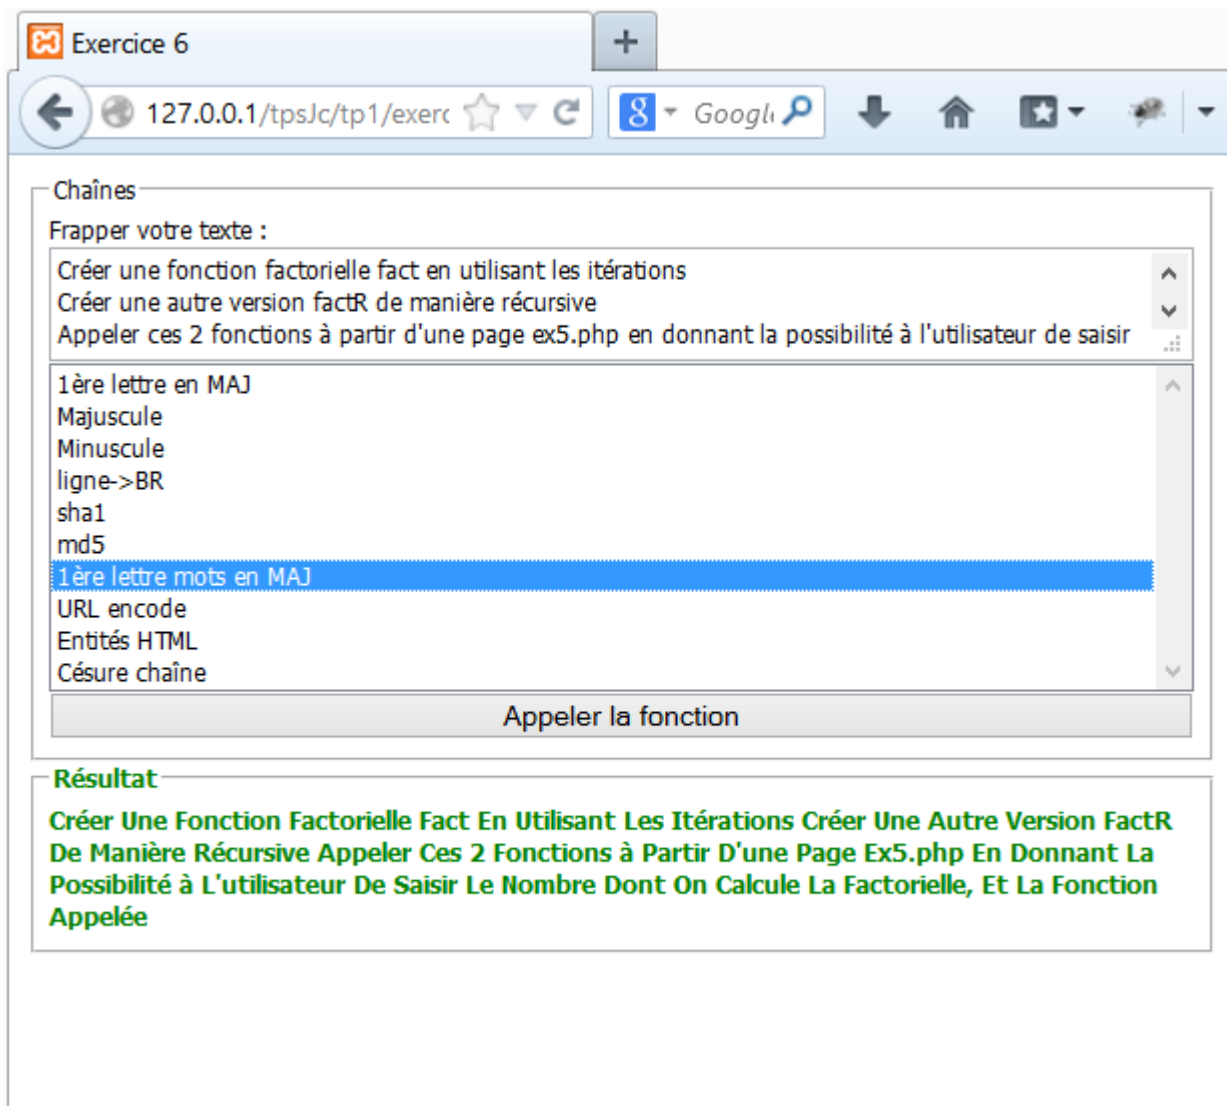 Exercice 6
127.0.0.1/tpsJc/tp1/exerc
Chaînes
Frapper votre texte :
Créer une fonction factorielle fact en utilisant les itérations
Créer une autre version factR de manière récursive
Appeler ces 2 fonctions à partir d'une page ex5.php en donnant la possibilité à l'utilisateur de saisir
1ère lettre en MAJ
Majuscule
Minuscule
ligne->BR
sha1
md5
1ère lettre mots en MAJ
URL encode
Entités HTML
Césure chaîne
Appeler la fonction
Résultat
Créer Une Fonction Factorielle Fact En Utilisant Les Itérations Créer Une Autre Version FactR
De Manière Récursive Appeler Ces 2 Fonctions à Partir D'une Page Ex5.php En Donnant La
Possibilité à L'utilisateur De Saisir Le Nombre Dont On Calcule La Factorielle, Et La Fonction
Appelée